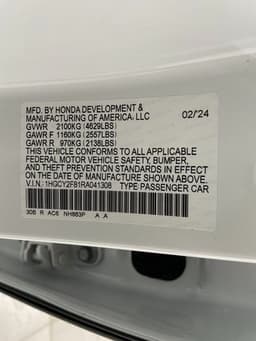 MFD. BY HONDA DEVELOPMENT & 02/24
MANUFACTURING OF AMERICA, LLC
GVWR 2100KG (4629LBS)
GAWR F 1160KG (2557LBS)
GAWR R 970KG (2138LBS)
THIS VEHICLE CONFORMS TO ALL APPLICABLE
FEDERAL MOTOR VEHICLE SAFETY, BUMPER,
AND THEFT PREVENTION STANDARDS IN EFFECT
ON THE DATE OF MANUFACTURE SHOWN ABOVE.
V.I.N.: 1HGCY2F81RA041308 TYPE: PASSENGER CAR
30B R AC6 NH883P A A